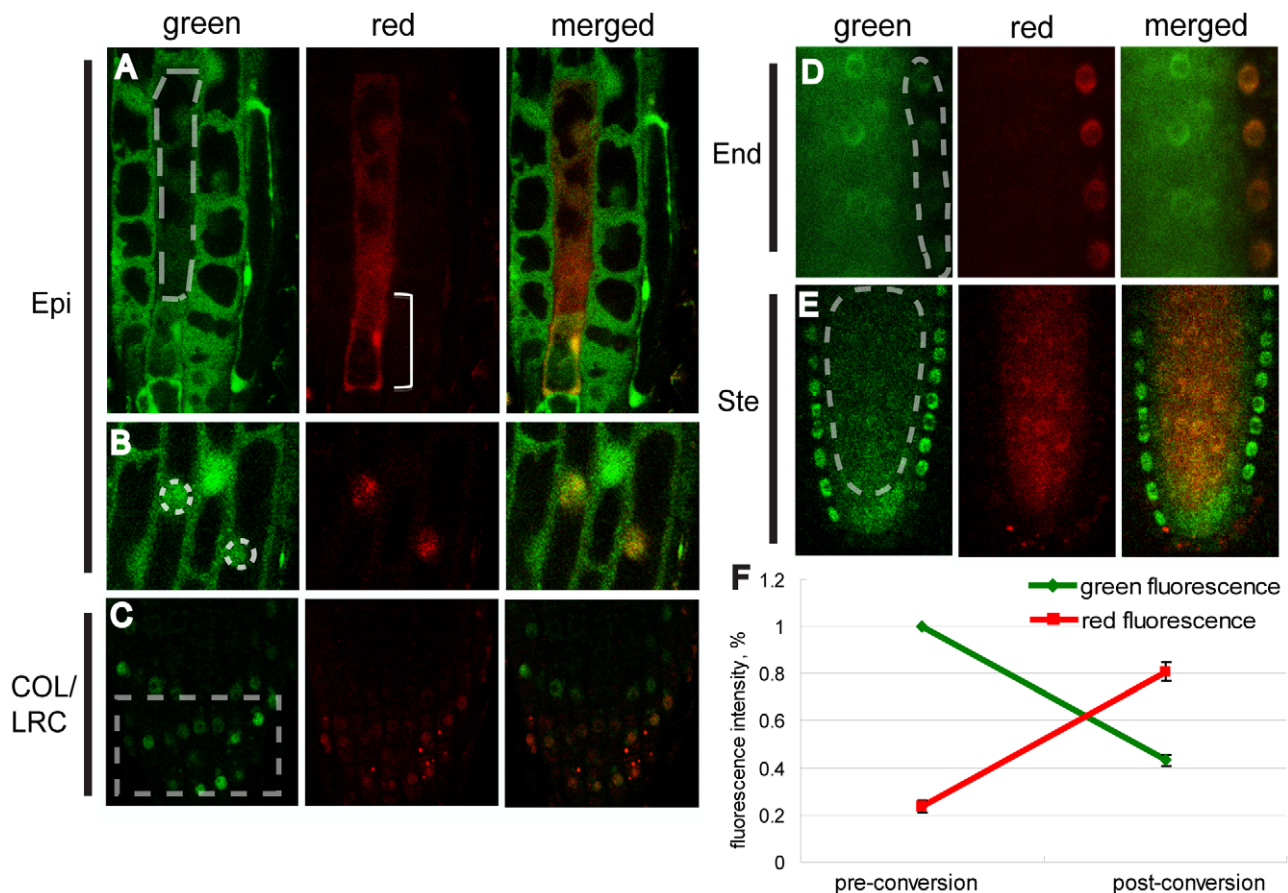 green red merged
A
Epi
B
C
COL/
LRC
green red merged
D
End
E
Ste
F
1.2
1
0.8
0.6
0.4
0.2
0
fluorescence intensity, %
green fluorescence
red fluorescence
pre-conversion post-conversion